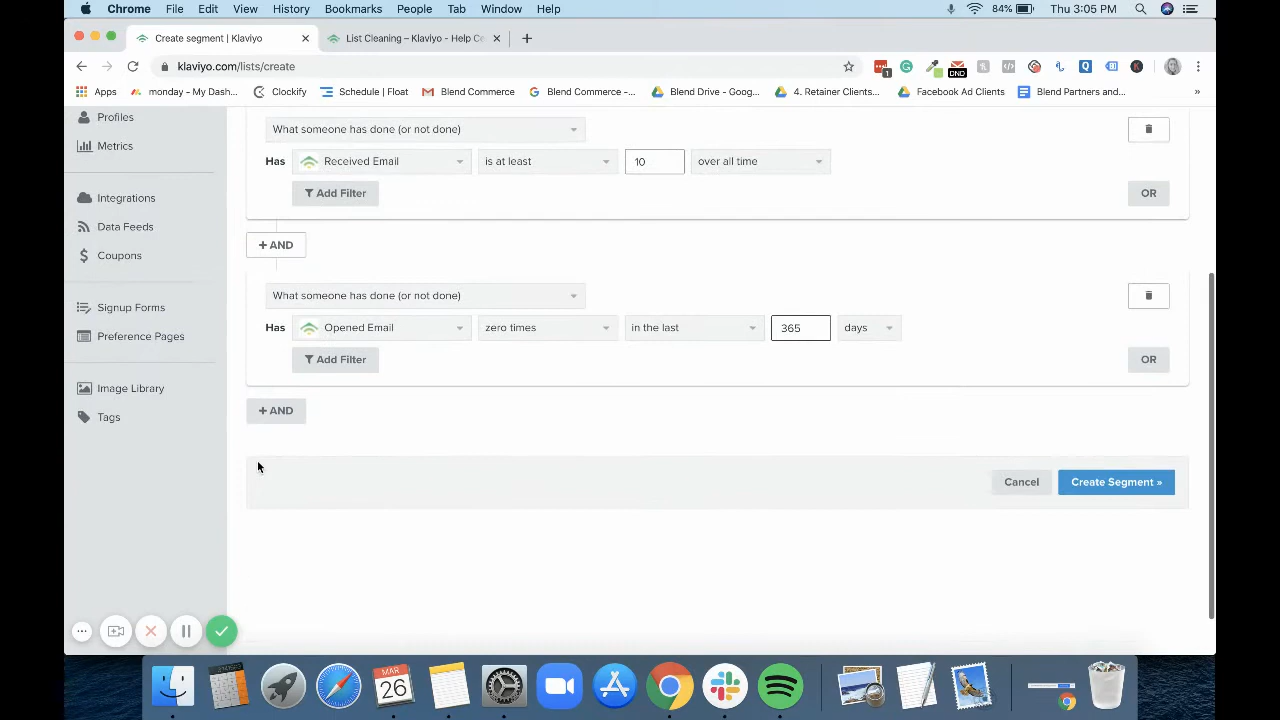 Chrome File Edit View History Bookmarks People Tab Window Help 84% Thu 3:05 PM
Create segment | Klaviyo List Cleaning – Klaviyo - Help Ce
klaviyo.com/lists/create
1 DND
Apps monday - My Dash... Clockify Schedule | Float Blend Commerce... Blend Commerce -... Blend Drive - Goog... 4. Retainer Clients... Facebook Ad Clients Blend Partners and... »
Profiles
Metrics
Integrations
Data Feeds
Coupons
Signup Forms
Preference Pages
Image Library
Tags
What someone has done (or not done)
Has Received Email is at least 10 over all time
Add Filter OR
+ AND
What someone has done (or not done)
Has Opened Email zero times in the last 365 days
Add Filter OR
+ AND
Cancel Create Segment »
MAR
26